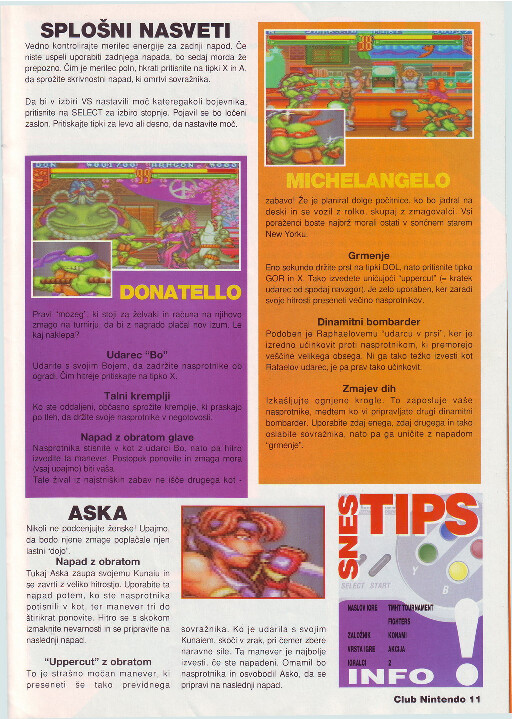 SPLOŠNI NASVETI
Vedno kontrolirajte merilec energije za zadnji napod. Če
niste uspeli uporabiti zadnjega napada, bo sedaj morda že
prepozno. Čim je merilec poln, hkrati pritisnite na tipki X in A,
da sprožite skrivnostni napad, ki omrtvi sovražnika.
Da bi v izbiri VS nastavili moč kateregakoli bojevnika,
pritisnite na SELECT za izbiro stopnje. Pojavil se bo ločeni
zaslon. Pritiskajte tipki za levo ali desno, da nastavite moč.
DONATELLO
Pravi "mozeg", ki stoji za želvaki in računa na njihovo
zmago na turnirju, da bi z nagrado plačal nov izum. Le
kaj naklepa?
Udarec "Bo"
Udarite s svojim Bojem, da zadržite nasprotnike ob
ogradi. Čim hitreje pritiskajte na tipko X.
Talni kremplji
Ko ste oddaljeni, občasno sprožite kremplje, ki praskajo
po tleh, da držite svoje nasprotnike v negotovosti.
Napad z obratom glave
Nasprotnika stisnite v kot z udarci Bo, nato pa hitro
izvedite ta manever. Postopek ponovite in zmaga mora
(vsaj upajmo) biti vaša.
Tale žival iz najstniških zabav ne išče drugega kot -
MICHELANGELO
zabavo! Že je planiral dolge počitnice, ko bo jadral na
deski in se vozil z rolko, skupaj z zmagovalci. Vsi
poraženci boste najbrž morali ostati v sončnem starem
New Yorku.
Grmenje
Eno sekundo držite prst na tipki DOL, nato pritisnite tipko
GOR in X. Tako izvedete uničujoči "uppercut" (= kratek
udarec od spodaj navzgor). Je zelo uporaben, ker zaradi
svoje hitrosti preseneti večino nasprotnikov.
Dinamitni bombarder
Podoben je Raphaelovemu "udarcu v prsi", ker je
izredno učinkovit proti nasprotnikom, ki premorejo
veščine velikega obsega. Ni ga tako težko izvesti kot
Rafaelov udarec, je pa prav tako učinkovit.
Zmajev dih
Izkašljujte ognjene krogle. To zaposluje vaše
nasprotnike, medtem ko vi pripravljate drugi dinamitni
bombarder. Uporabite zdaj enega, zdaj drugega in tako
oslabite sovražnika, nato pa ga uničite z napadom
"grmenje".
ASKA
Nikoli ne podcenjujte ženske! Upajmo,
da bodo njene zmage poplačale njen
lastni "dojo".
Napad z obratom
Tukaj Aska zaupa svojemu Kunaiu in
se zavrti z veliko hitrostjo. Uporabite ta
napad potem, ko ste nasprotnika
potisnili v kot, ter manever tri do
štirikrat ponovite. Hitro se s skokom
izmaknite nevarnosti in se pripravite na
naslednji napad.
"Uppercut" z obratom
To je strašno močan manever, ki
preseneti še tako previdnega
sovražnika. Ko je udarila s svojim
Kunaiem, skoči v zrak, pri čemer zbere
naravne sile. Ta manever je najbolje
izvesti, če ste napadeni. Omamil bo
nasprotnika in osvobodil Asko, da se
pripravi na naslednji napad.
SNES TIPS
SELECT START
Y
B
NASLOV IGRE TMHT TOURNAMENT
FIGHTERS
ZALOŽNIK KONAMI
VRSTA IGRE AKCIJA
IGRALCI 2
INFO !
Club Nintendo 11